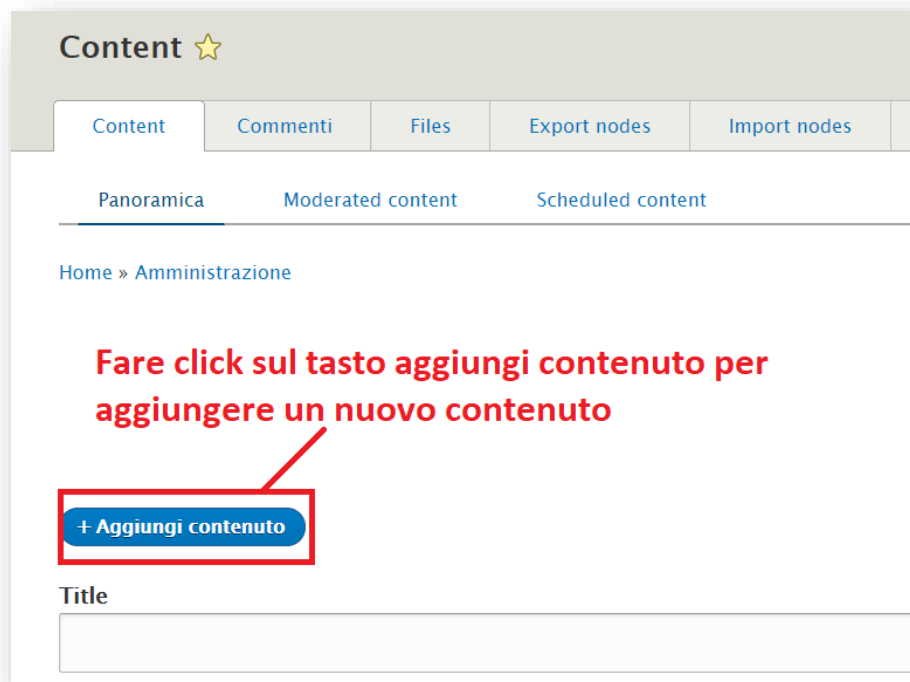 Content
Content Commenti Files Export nodes Import nodes
Panoramica Moderated content Scheduled content
Home » Amministrazione
Fare click sul tasto aggiungi contenuto per
aggiungere un nuovo contenuto
+ Aggiungi contenuto
Title